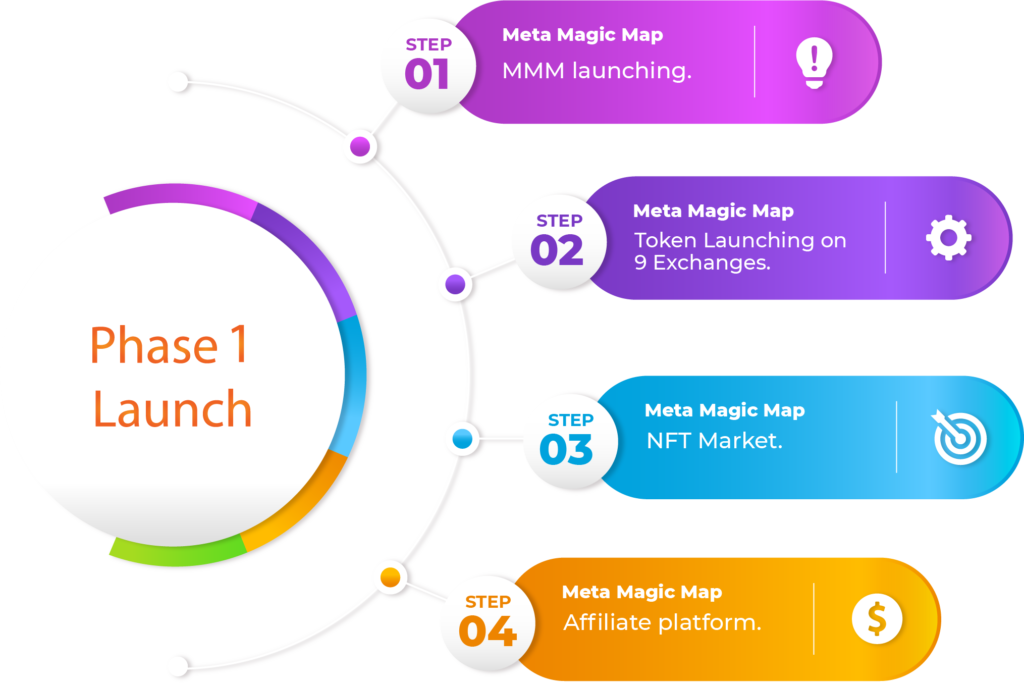 Phase 1
Launch
STEP
01
Meta Magic Map
MMM launching.
STEP
02
Meta Magic Map
Token Launching on
9 Exchanges.
STEP
03
Meta Magic Map
NFT Market.
STEP
04
Meta Magic Map
Affiliate platform.